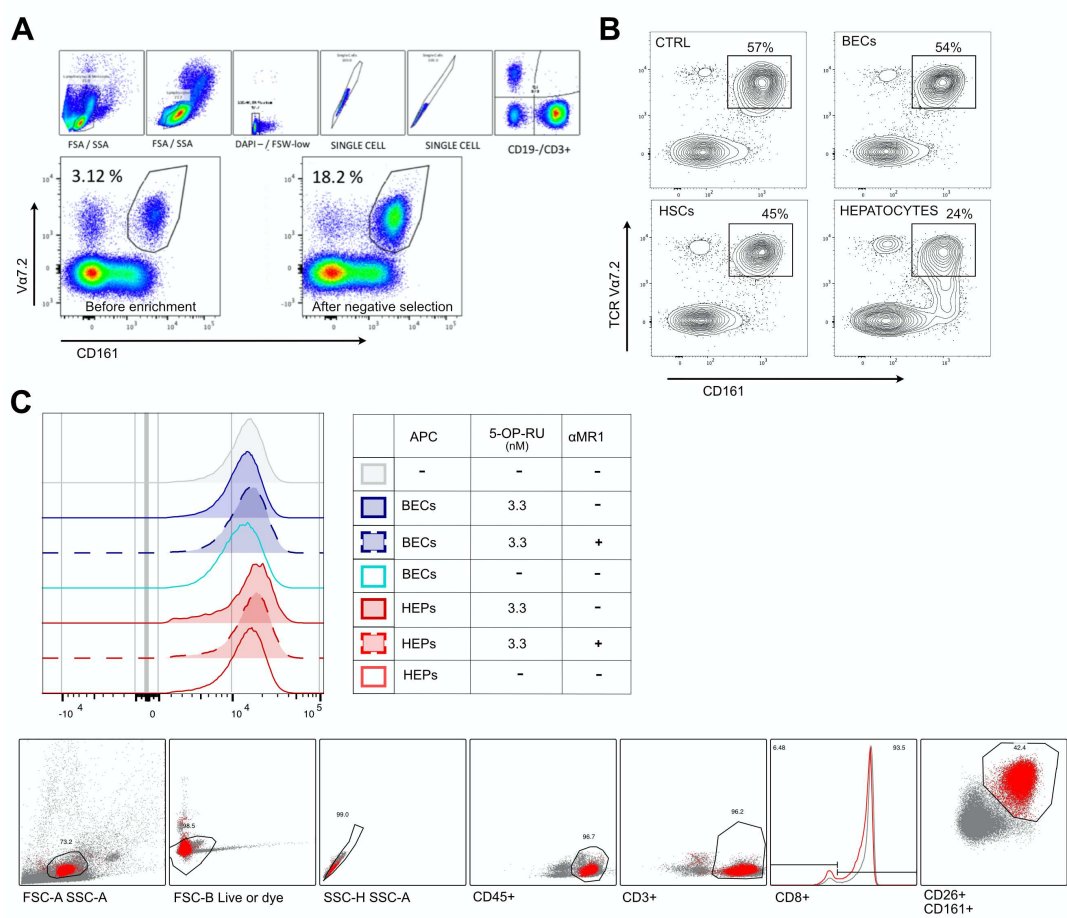 A
FSA / SSA
FSA / SSA
DAPI – / FSW-low
SINGLE CELL
SINGLE CELL
CD19-/CD3+
3.12 %
18.2 %
Before enrichment
After negative selection
Vα7.2
CD161
B
CTRL
57%
BECs
54%
HSCs
45%
HEPATOCYTES
24%
TCR Vα7.2
CD161
C
-10 4
0
10 4
10 5
APC 5-OP-RU (nM) αMR1
- - -
BECs 3.3 -
BECs 3.3 +
BECs - -
HEPs 3.3 -
HEPs 3.3 +
HEPs - -
73.2
FSC-A SSC-A
98.5
FSC-B Live or dye
99.0
SSC-H SSC-A
96.7
CD45+
96.2
CD3+
6.48
93.5
CD8+
42.4
CD26+
CD161+